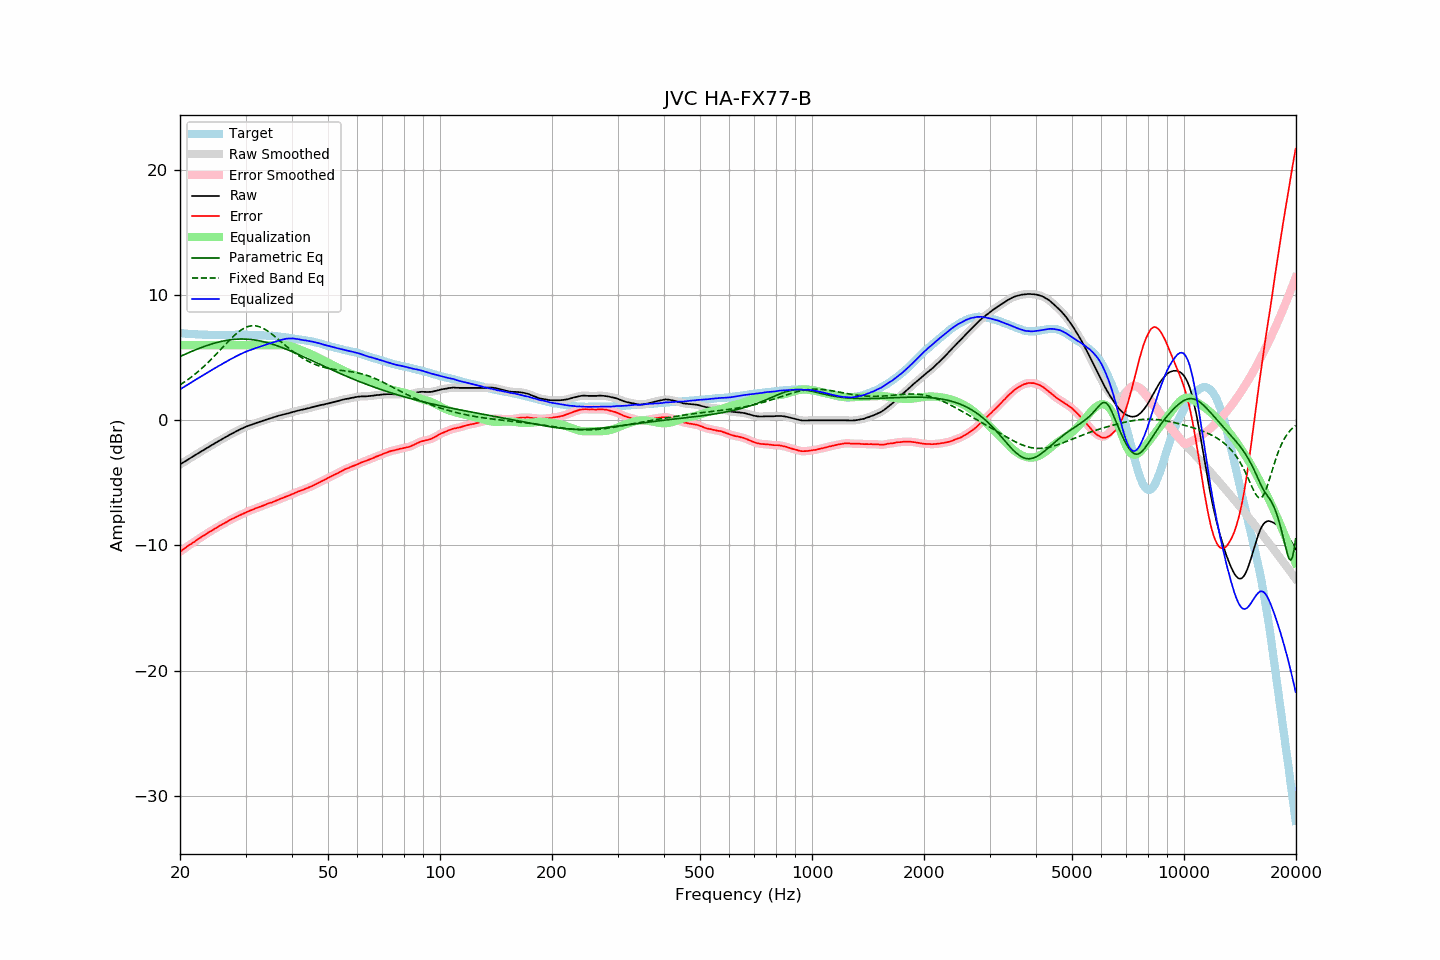 JVC HA-FX77-B
Target
Raw Smoothed
Error Smoothed
Raw
Error
Equalization
Parametric Eq
Fixed Band Eq
Equalized
20
10
0
−10
−20
−30
Amplitude (dBr)
20 50 100 200 500 1000 2000 5000 10000 20000
Frequency (Hz)